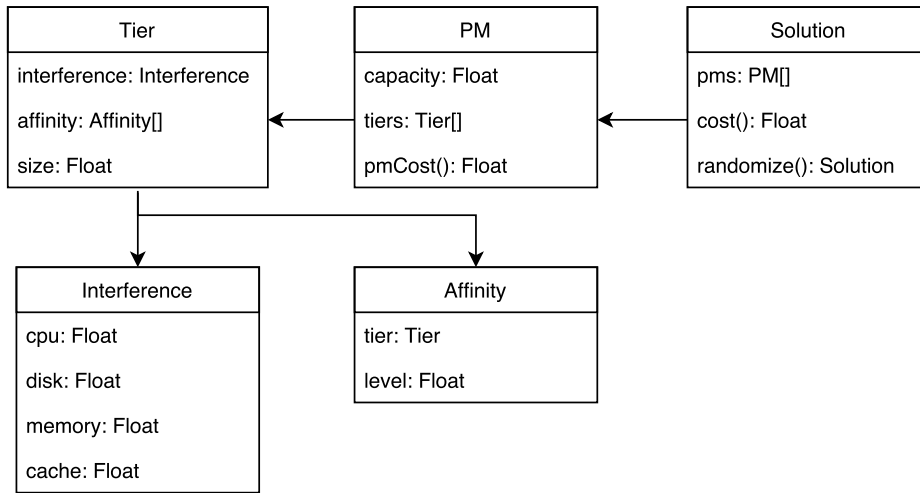 Tier
interference: Interference
affinity: Affinity[]
size: Float
PM
capacity: Float
tiers: Tier[]
pmCost(): Float
Solution
pms: PM[]
cost(): Float
randomize(): Solution
Interference
cpu: Float
disk: Float
memory: Float
cache: Float
Affinity
tier: Tier
level: Float